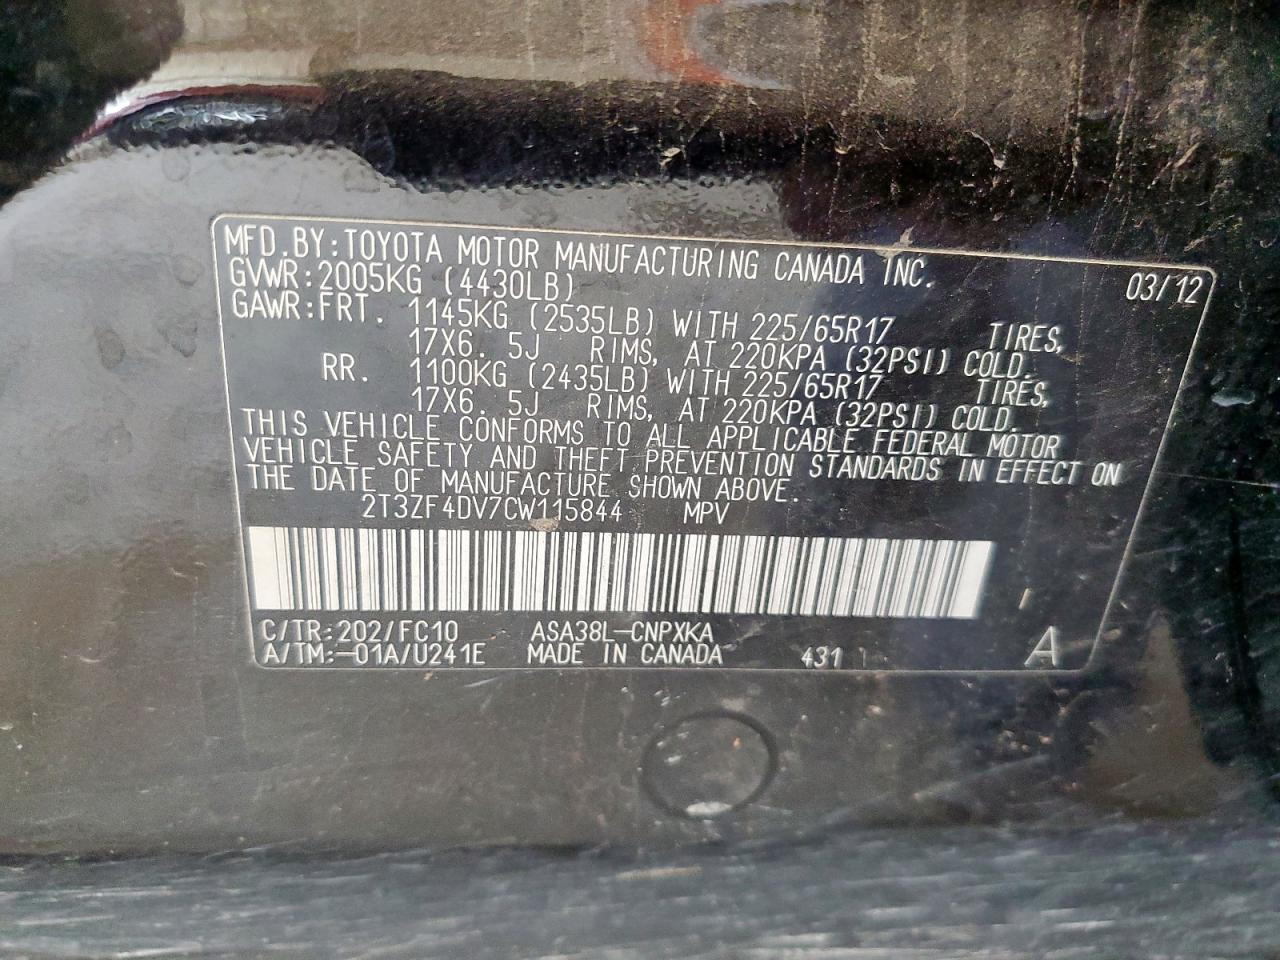 MFD.BY:TOYOTA MOTOR MANUFACTURING CANADA INC.
GVWR:2005KG (4430LB) 03/12
GAWR:FRT. 1145KG (2535LB) WITH 225/65R17 TIRES,
17X6.5J RIMS, AT 220KPA (32PSI) COLD.
RR. 1100KG (2435LB) WITH 225/65R17 TIRES,
17X6.5J RIMS, AT 220KPA (32PSI) COLD.
THIS VEHICLE CONFORMS TO ALL APPLICABLE FEDERAL MOTOR
VEHICLE SAFETY AND THEFT PREVENTION STANDARDS IN EFFECT ON
THE DATE OF MANUFACTURE SHOWN ABOVE.
2T3ZF4DV7CW115844 MPV
C/TR:202/FC10 ASA38L-CNPXKA
A/TM:-01A/U241E MADE IN CANADA 431 A